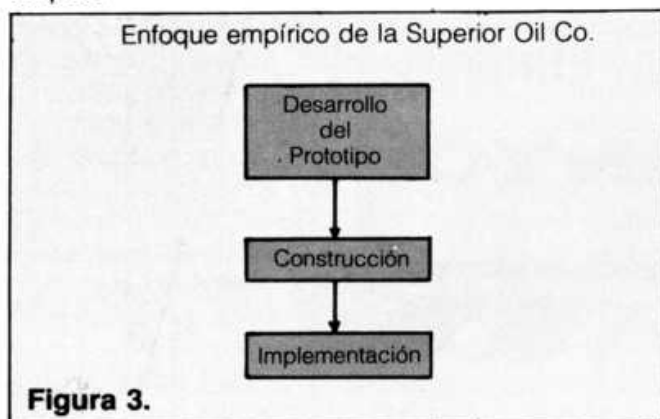 Enfoque empírico de la Superior Oil Co.
Desarrollo
del
Prototipo
Construcción
Implementación
Figura 3.